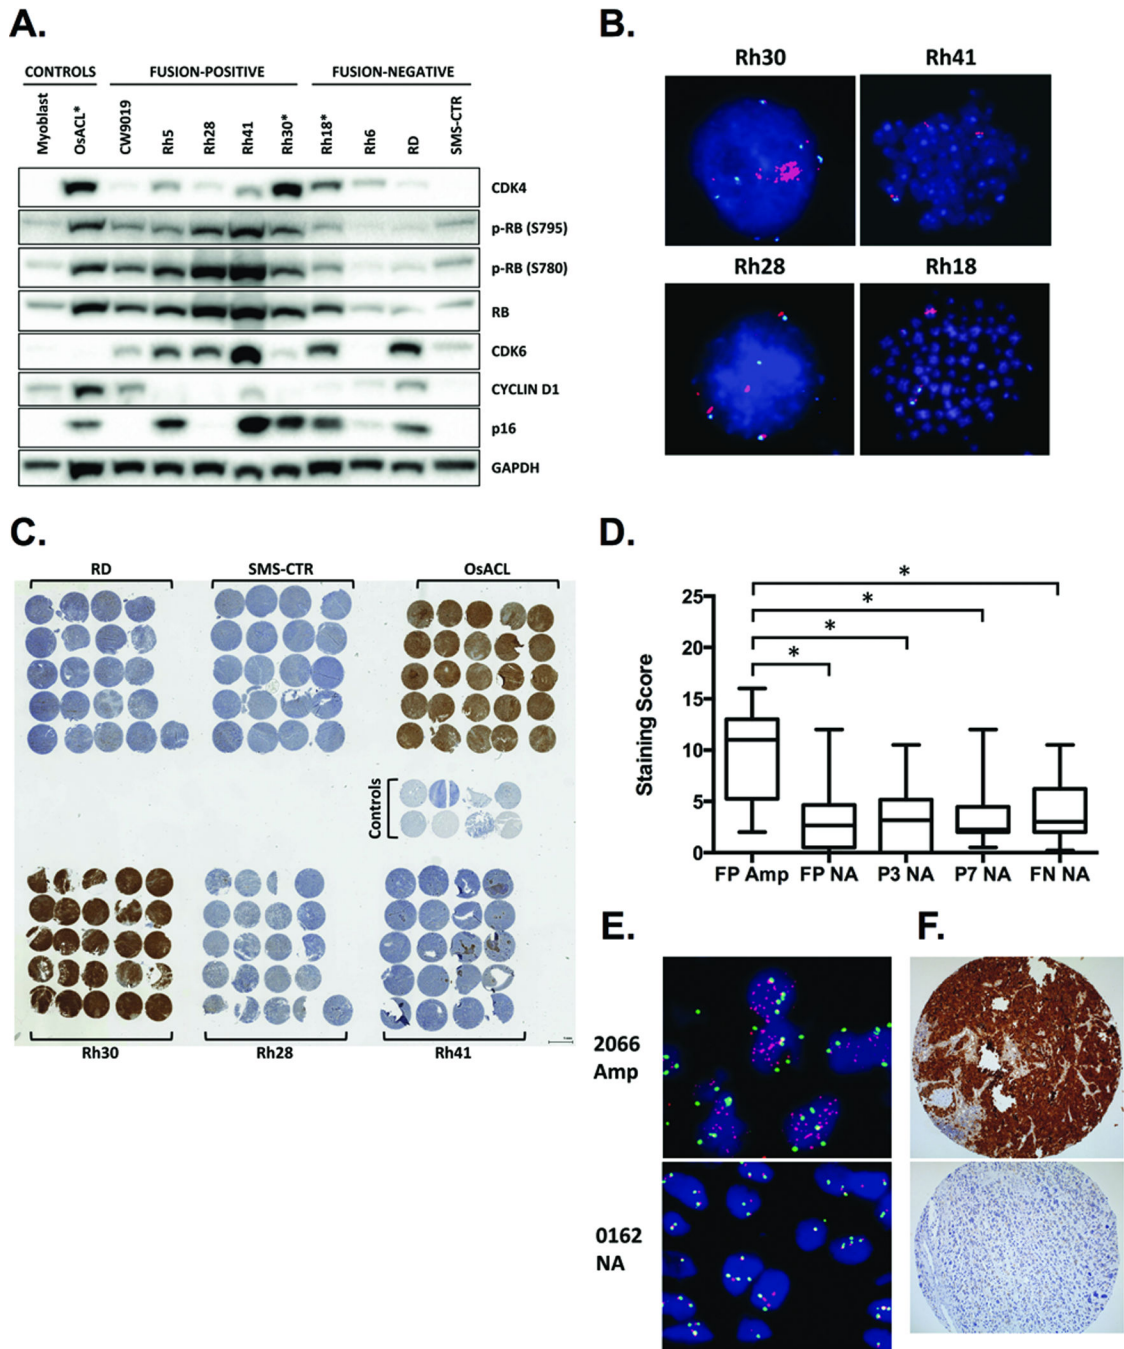 A.
CONTROLS FUSION-POSITIVE FUSION-NEGATIVE
Myoblast OsACL* CW9019 Rh5 Rh28 Rh41 Rh30* Rh18* Rh6 RD SMS-CTR
CDK4
p-RB (S795)
p-RB (S780)
RB
CDK6
CYCLIN D1
p16
GAPDH
B.
Rh30 Rh41
Rh28 Rh18
C.
RD SMS-CTR OsACL
Controls
Rh30 Rh28 Rh41
D.
Staining Score
25
20
15
10
5
0
* * * *
FP Amp FP NA P3 NA P7 NA FN NA
E.
2066
Amp
0162
NA
F.